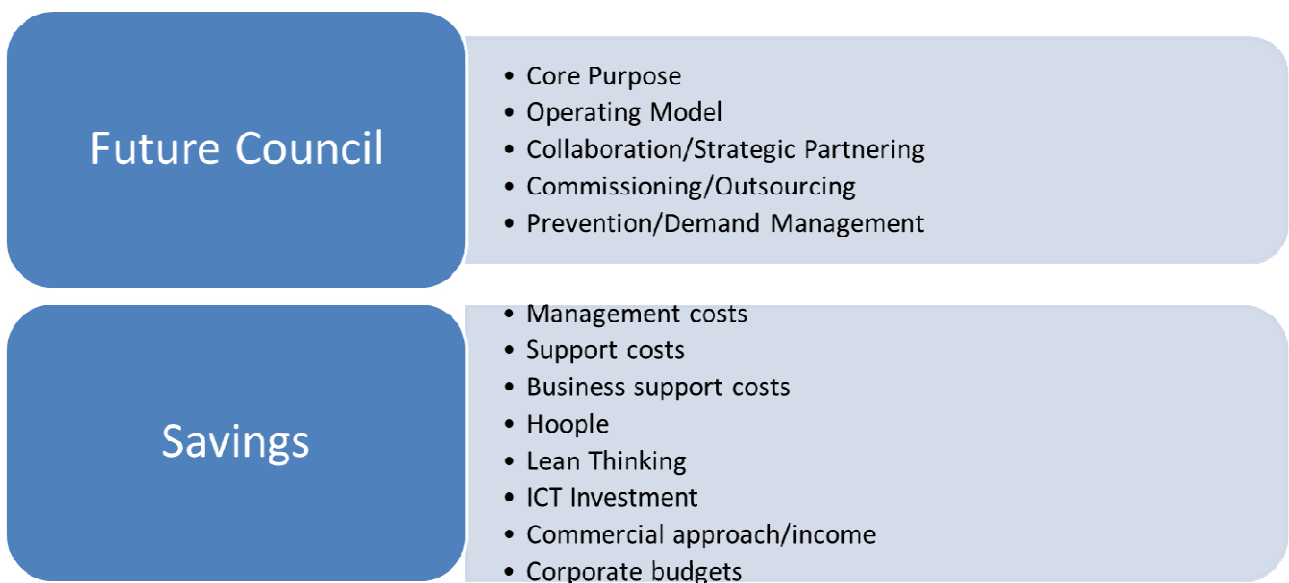 Future Council
• Core Purpose
• Operating Model
• Collaboration/Strategic Partnering
• Commissioning/Outsourcing
• Prevention/Demand Management
Savings
• Management costs
• Support costs
• Business support costs
• Hoople
• Lean Thinking
• ICT Investment
• Commercial approach/income
• Corporate budgets